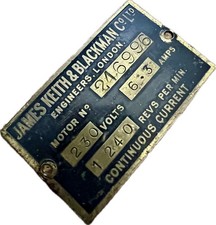 JAMES KEITH & BLACKMAN Co LTD
ENGINEERS, LONDON.
MOTOR No 246996
230 VOLTS 6·3 AMPS
1240 REVS PER MIN.
CONTINUOUS CURRENT